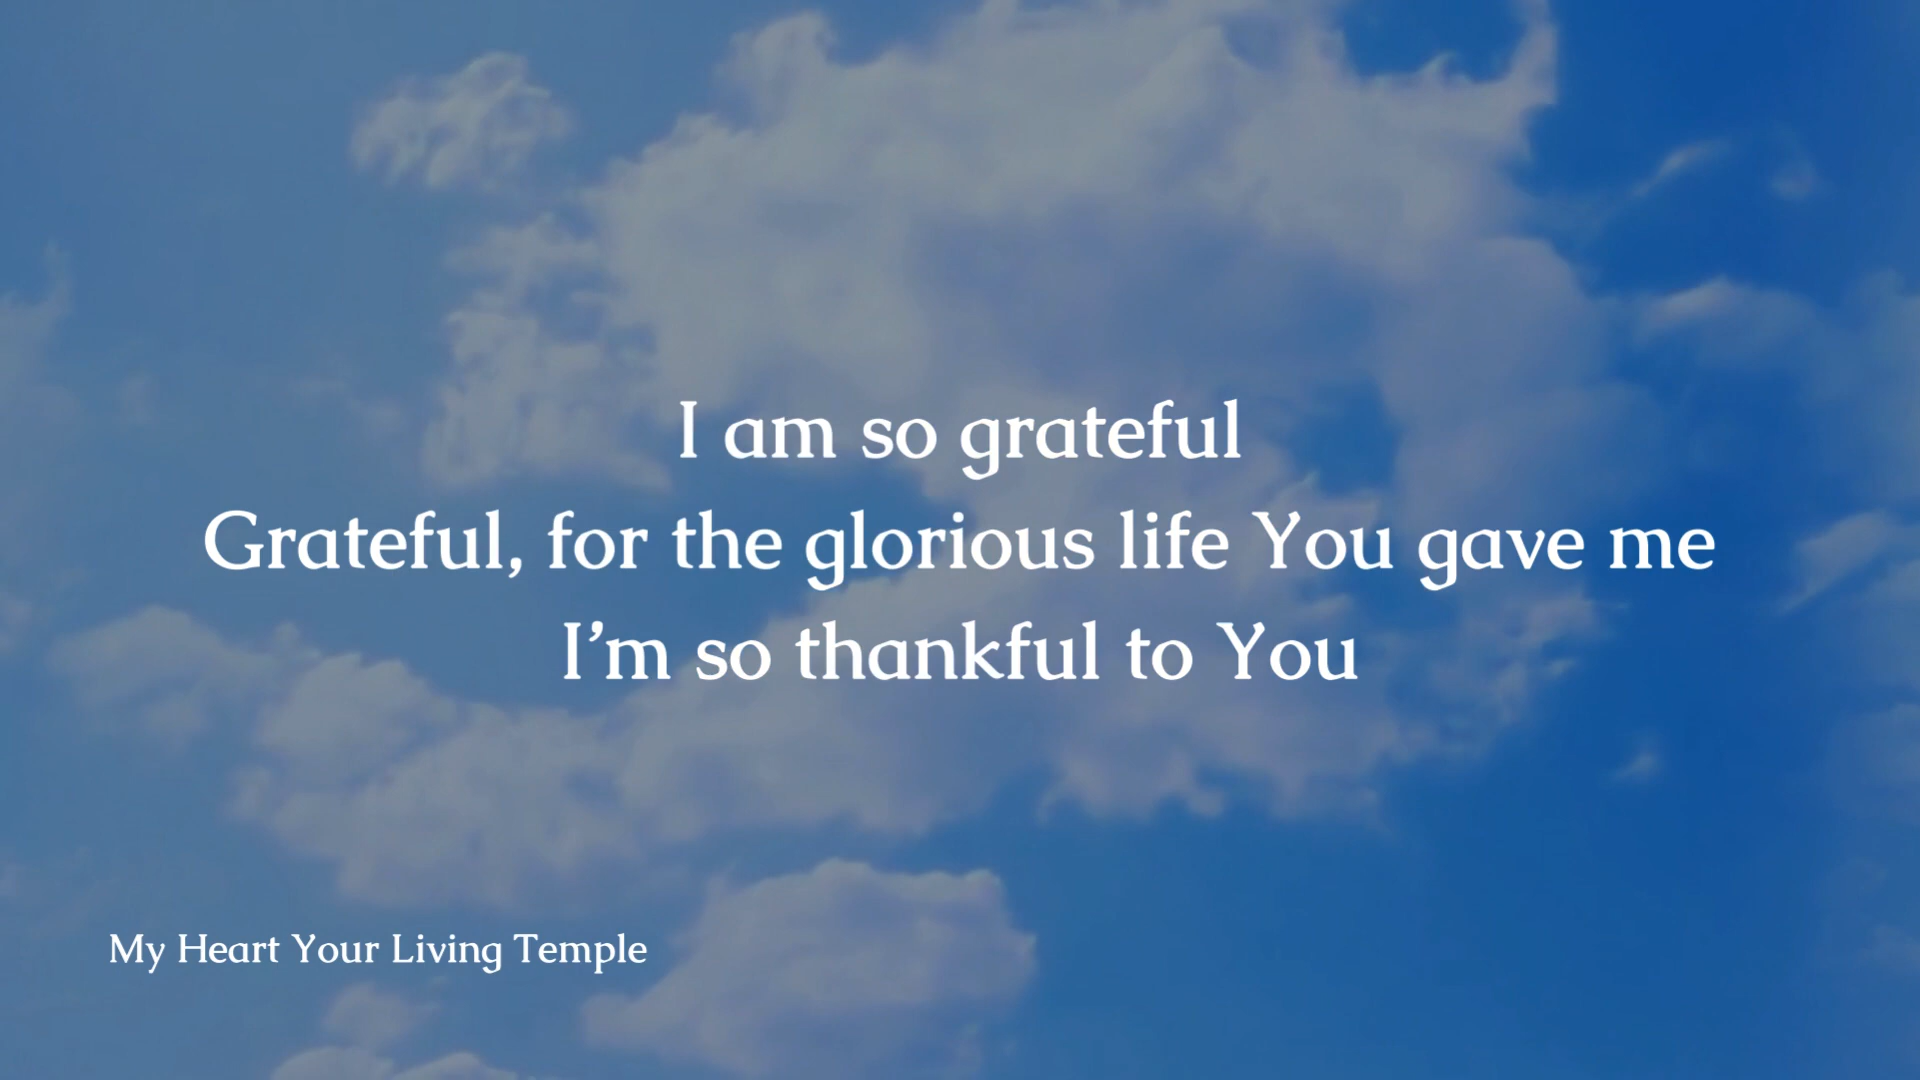 I am so grateful
Grateful, for the glorious life You gave me
I’m so thankful to You
My Heart Your Living Temple